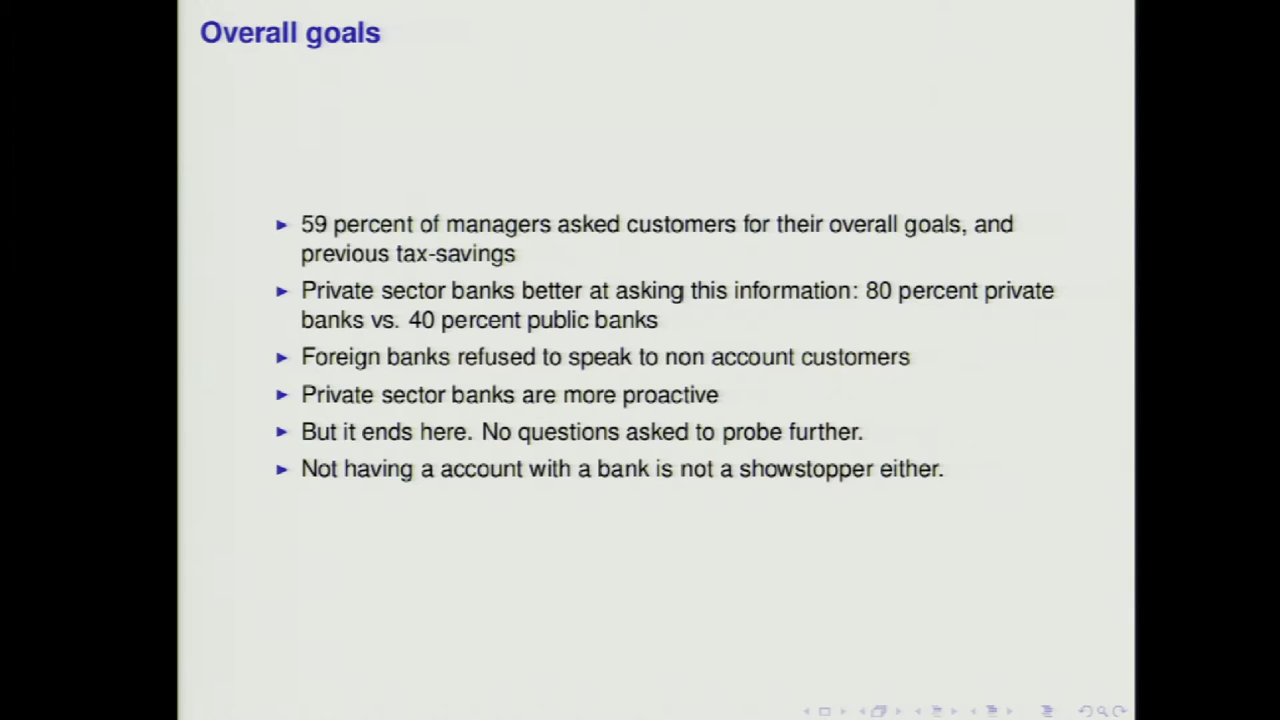 Overall goals
59 percent of managers asked customers for their overall goals, and
previous tax-savings
Private sector banks better at asking this information: 80 percent private
banks vs. 40 percent public banks
Foreign banks refused to speak to non account customers
Private sector banks are more proactive
But it ends here. No questions asked to probe further.
Not having a account with a bank is not a showstopper either.